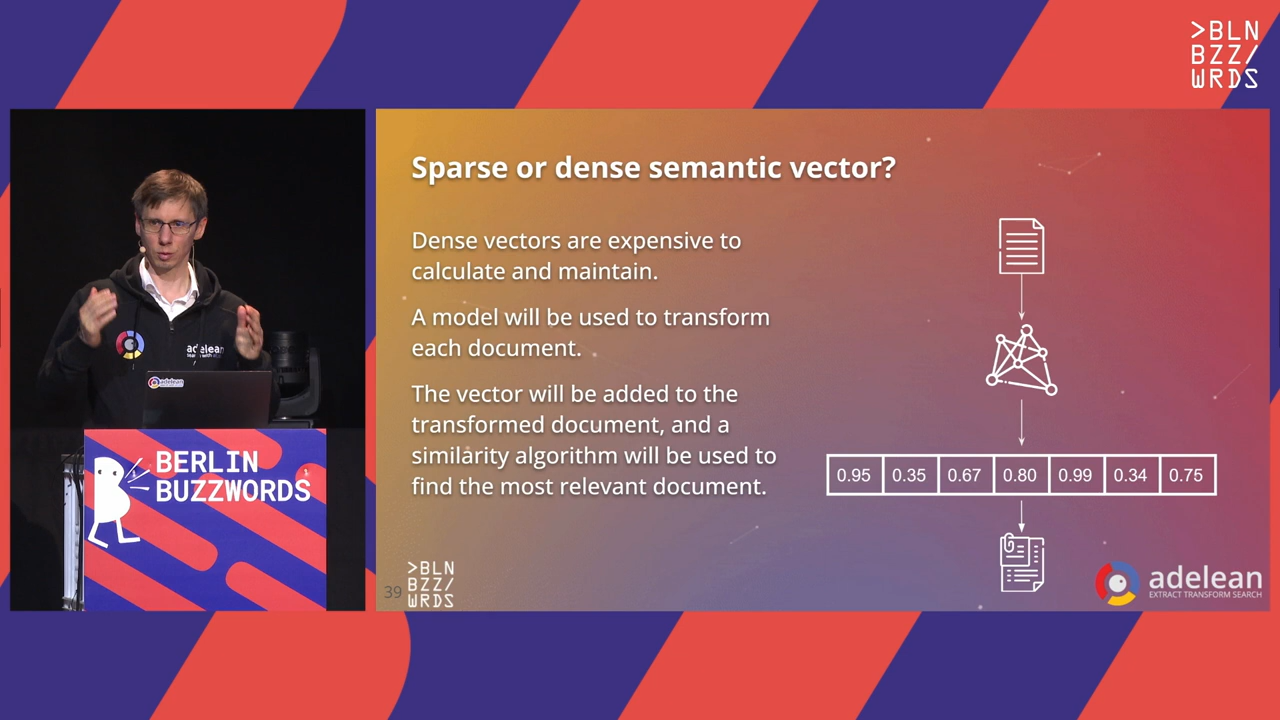 >BLN
BZZ/
WRDS
Sparse or dense semantic vector?
Dense vectors are expensive to
calculate and maintain.
A model will be used to transform
each document.
The vector will be added to the
transformed document, and a
similarity algorithm will be used to
find the most relevant document.
0.95 0.35 0.67 0.80 0.99 0.34 0.75
39
>BLN
BZZ/
WRDS
adelean
EXTRACT TRANSFORM SEARCH
adelean
adelean
BERLIN
BUZZWORDS